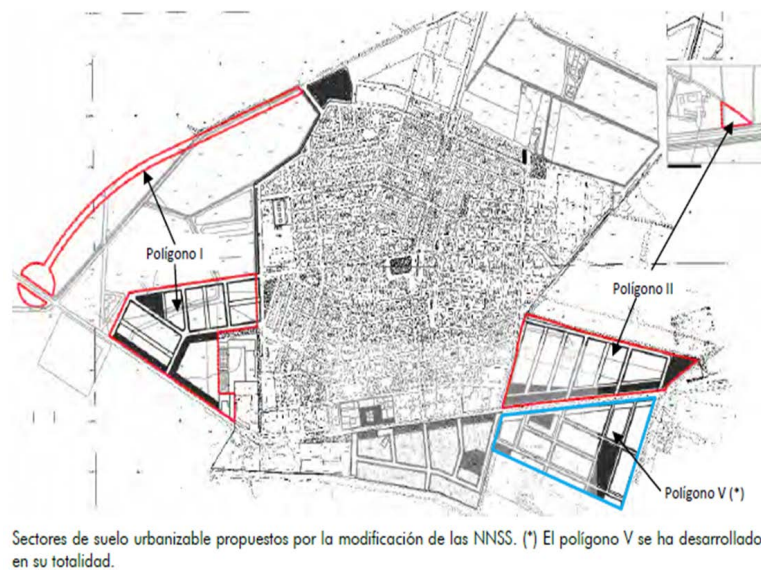 Polígono I
Polígono II
Polígono V (*)
Sectores de suelo urbanizable propuestos por la modificación de las NNSS. (*) El polígono V se ha desarrollado
en su totalidad.